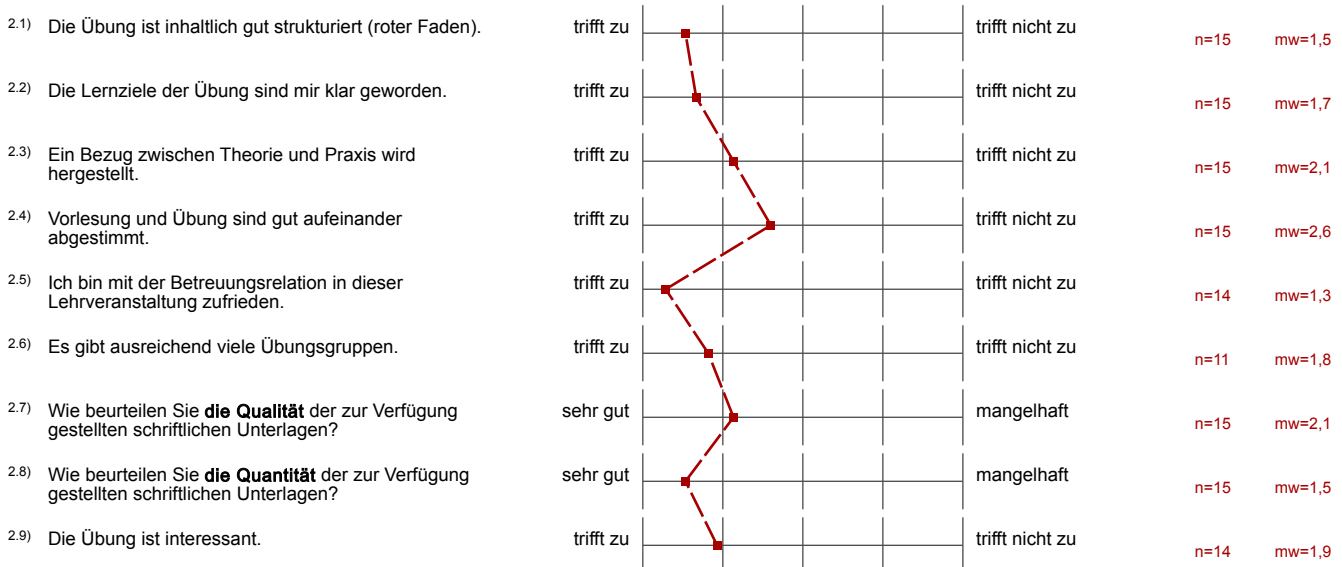 2.1) Die Übung ist inhaltlich gut strukturiert (roter Faden). trifft zu trifft nicht zu n=15 mw=1,5
2.2) Die Lernziele der Übung sind mir klar geworden. trifft zu trifft nicht zu n=15 mw=1,7
2.3) Ein Bezug zwischen Theorie und Praxis wird trifft zu trifft nicht zu n=15 mw=2,1
hergestellt.
2.4) Vorlesung und Übung sind gut aufeinander trifft zu trifft nicht zu n=15 mw=2,6
abgestimmt.
2.5) Ich bin mit der Betreuungsrelation in dieser trifft zu trifft nicht zu n=14 mw=1,3
Lehrveranstaltung zufrieden.
2.6) Es gibt ausreichend viele Übungsgruppen. trifft zu trifft nicht zu n=11 mw=1,8
2.7) Wie beurteilen Sie die Qualität der zur Verfügung sehr gut mangelhaft n=15 mw=2,1
gestellten schriftlichen Unterlagen?
2.8) Wie beurteilen Sie die Quantität der zur Verfügung sehr gut mangelhaft n=15 mw=1,5
gestellten schriftlichen Unterlagen?
2.9) Die Übung ist interessant. trifft zu trifft nicht zu n=14 mw=1,9